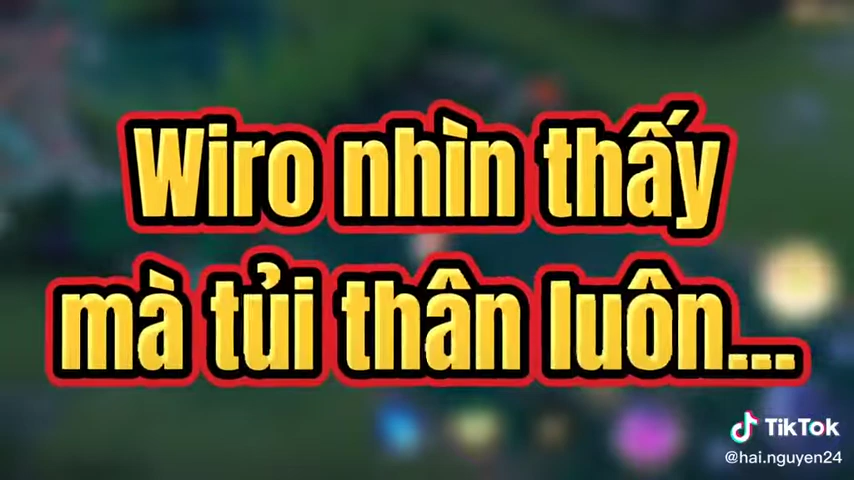 Wiro nhìn thấy
mà tủi thân luôn...
TikTok
@hai.nguyen24